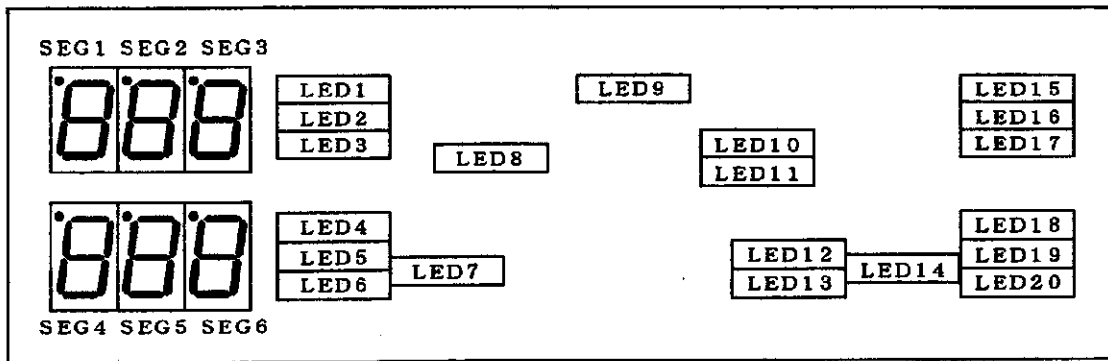 SEG1 SEG2 SEG3
LED1 LED9 LED15
LED2 LED16
LED3 LED8 LED10 LED17
LED11
LED4 LED18
LED5 LED7 LED12 LED14 LED19
LED6 LED13 LED20
SEG4 SEG5 SEG6